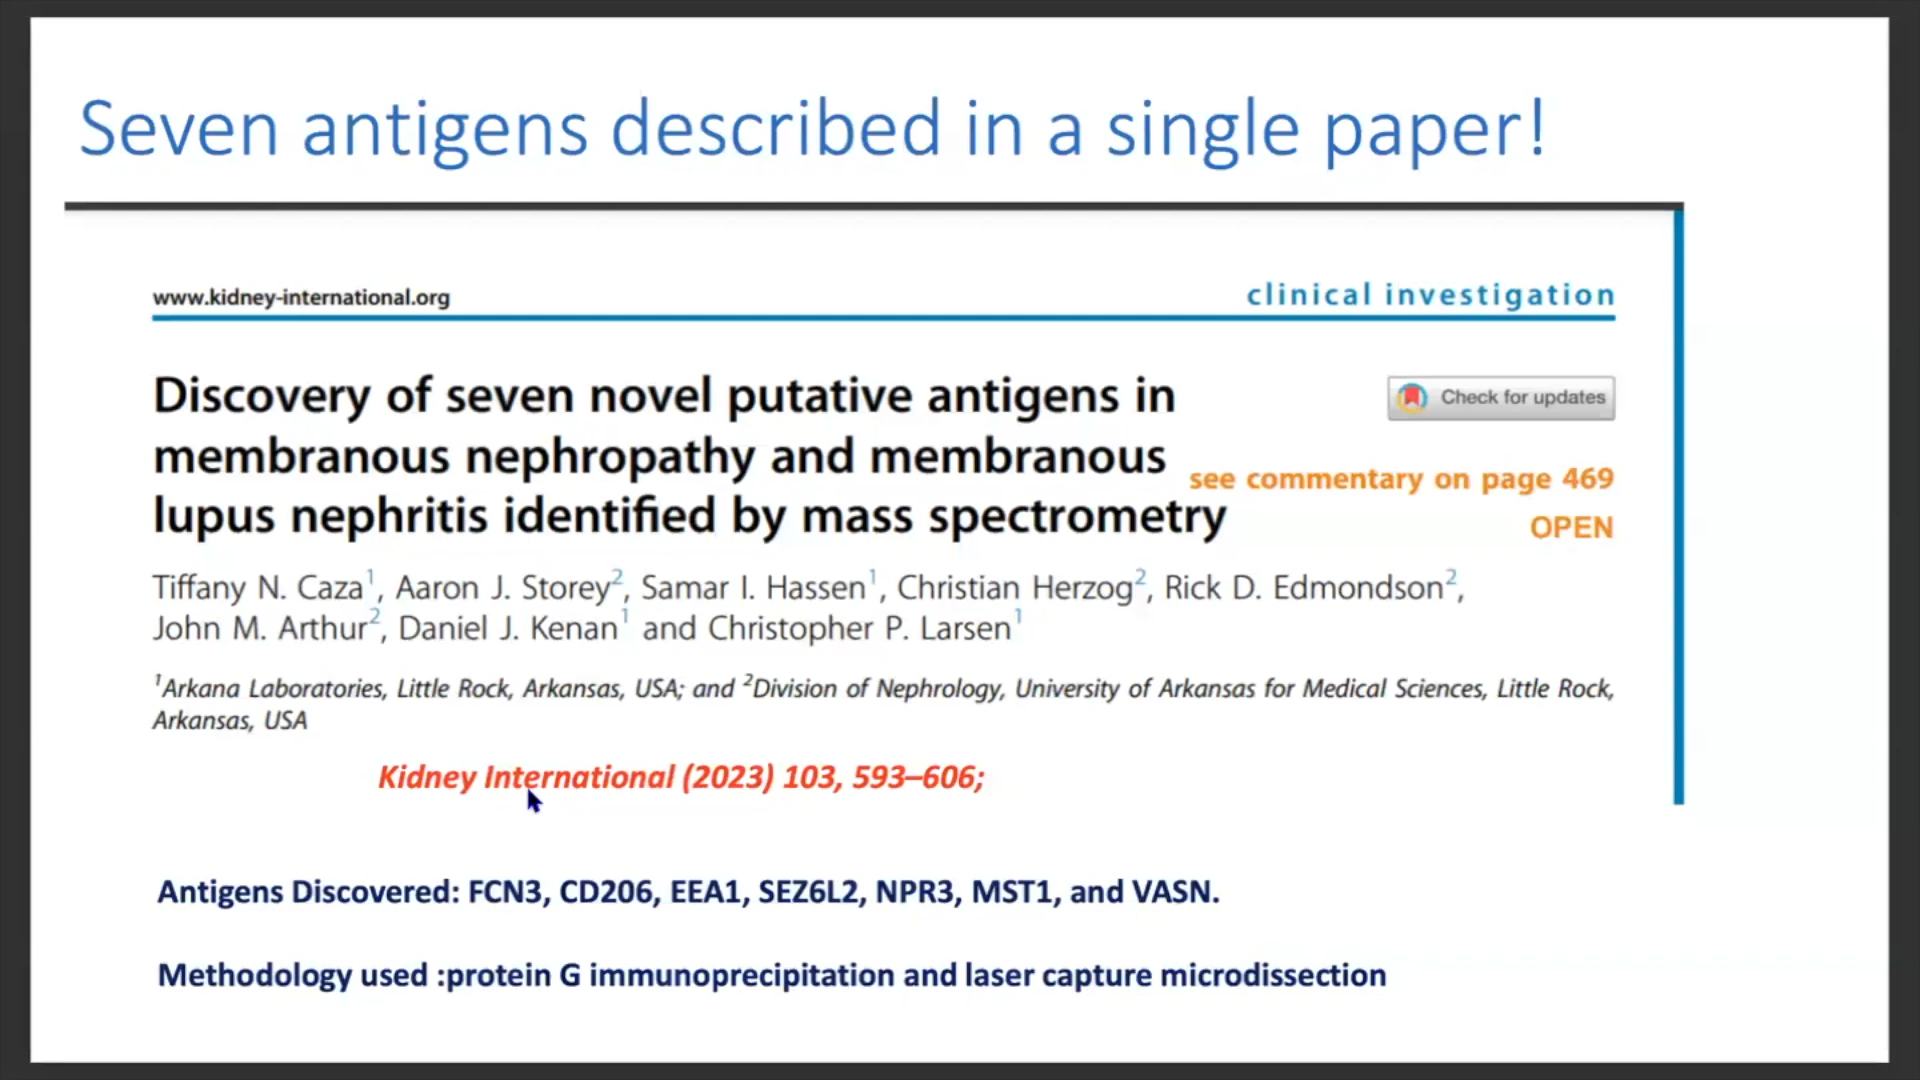 Seven antigens described in a single paper!
www.kidney-international.org
clinical investigation
Discovery of seven novel putative antigens in
membranous nephropathy and membranous
lupus nephritis identified by mass spectrometry
Check for updates
see commentary on page 469
OPEN
Tiffany N. Caza¹, Aaron J. Storey², Samar I. Hassen¹, Christian Herzog², Rick D. Edmondson²,
John M. Arthur², Daniel J. Kenan¹ and Christopher P. Larsen¹
¹Arkana Laboratories, Little Rock, Arkansas, USA; and ²Division of Nephrology, University of Arkansas for Medical Sciences, Little Rock,
Arkansas, USA
Kidney International (2023) 103, 593–606;
Antigens Discovered: FCN3, CD206, EEA1, SEZ6L2, NPR3, MST1, and VASN.
Methodology used :protein G immunoprecipitation and laser capture microdissection